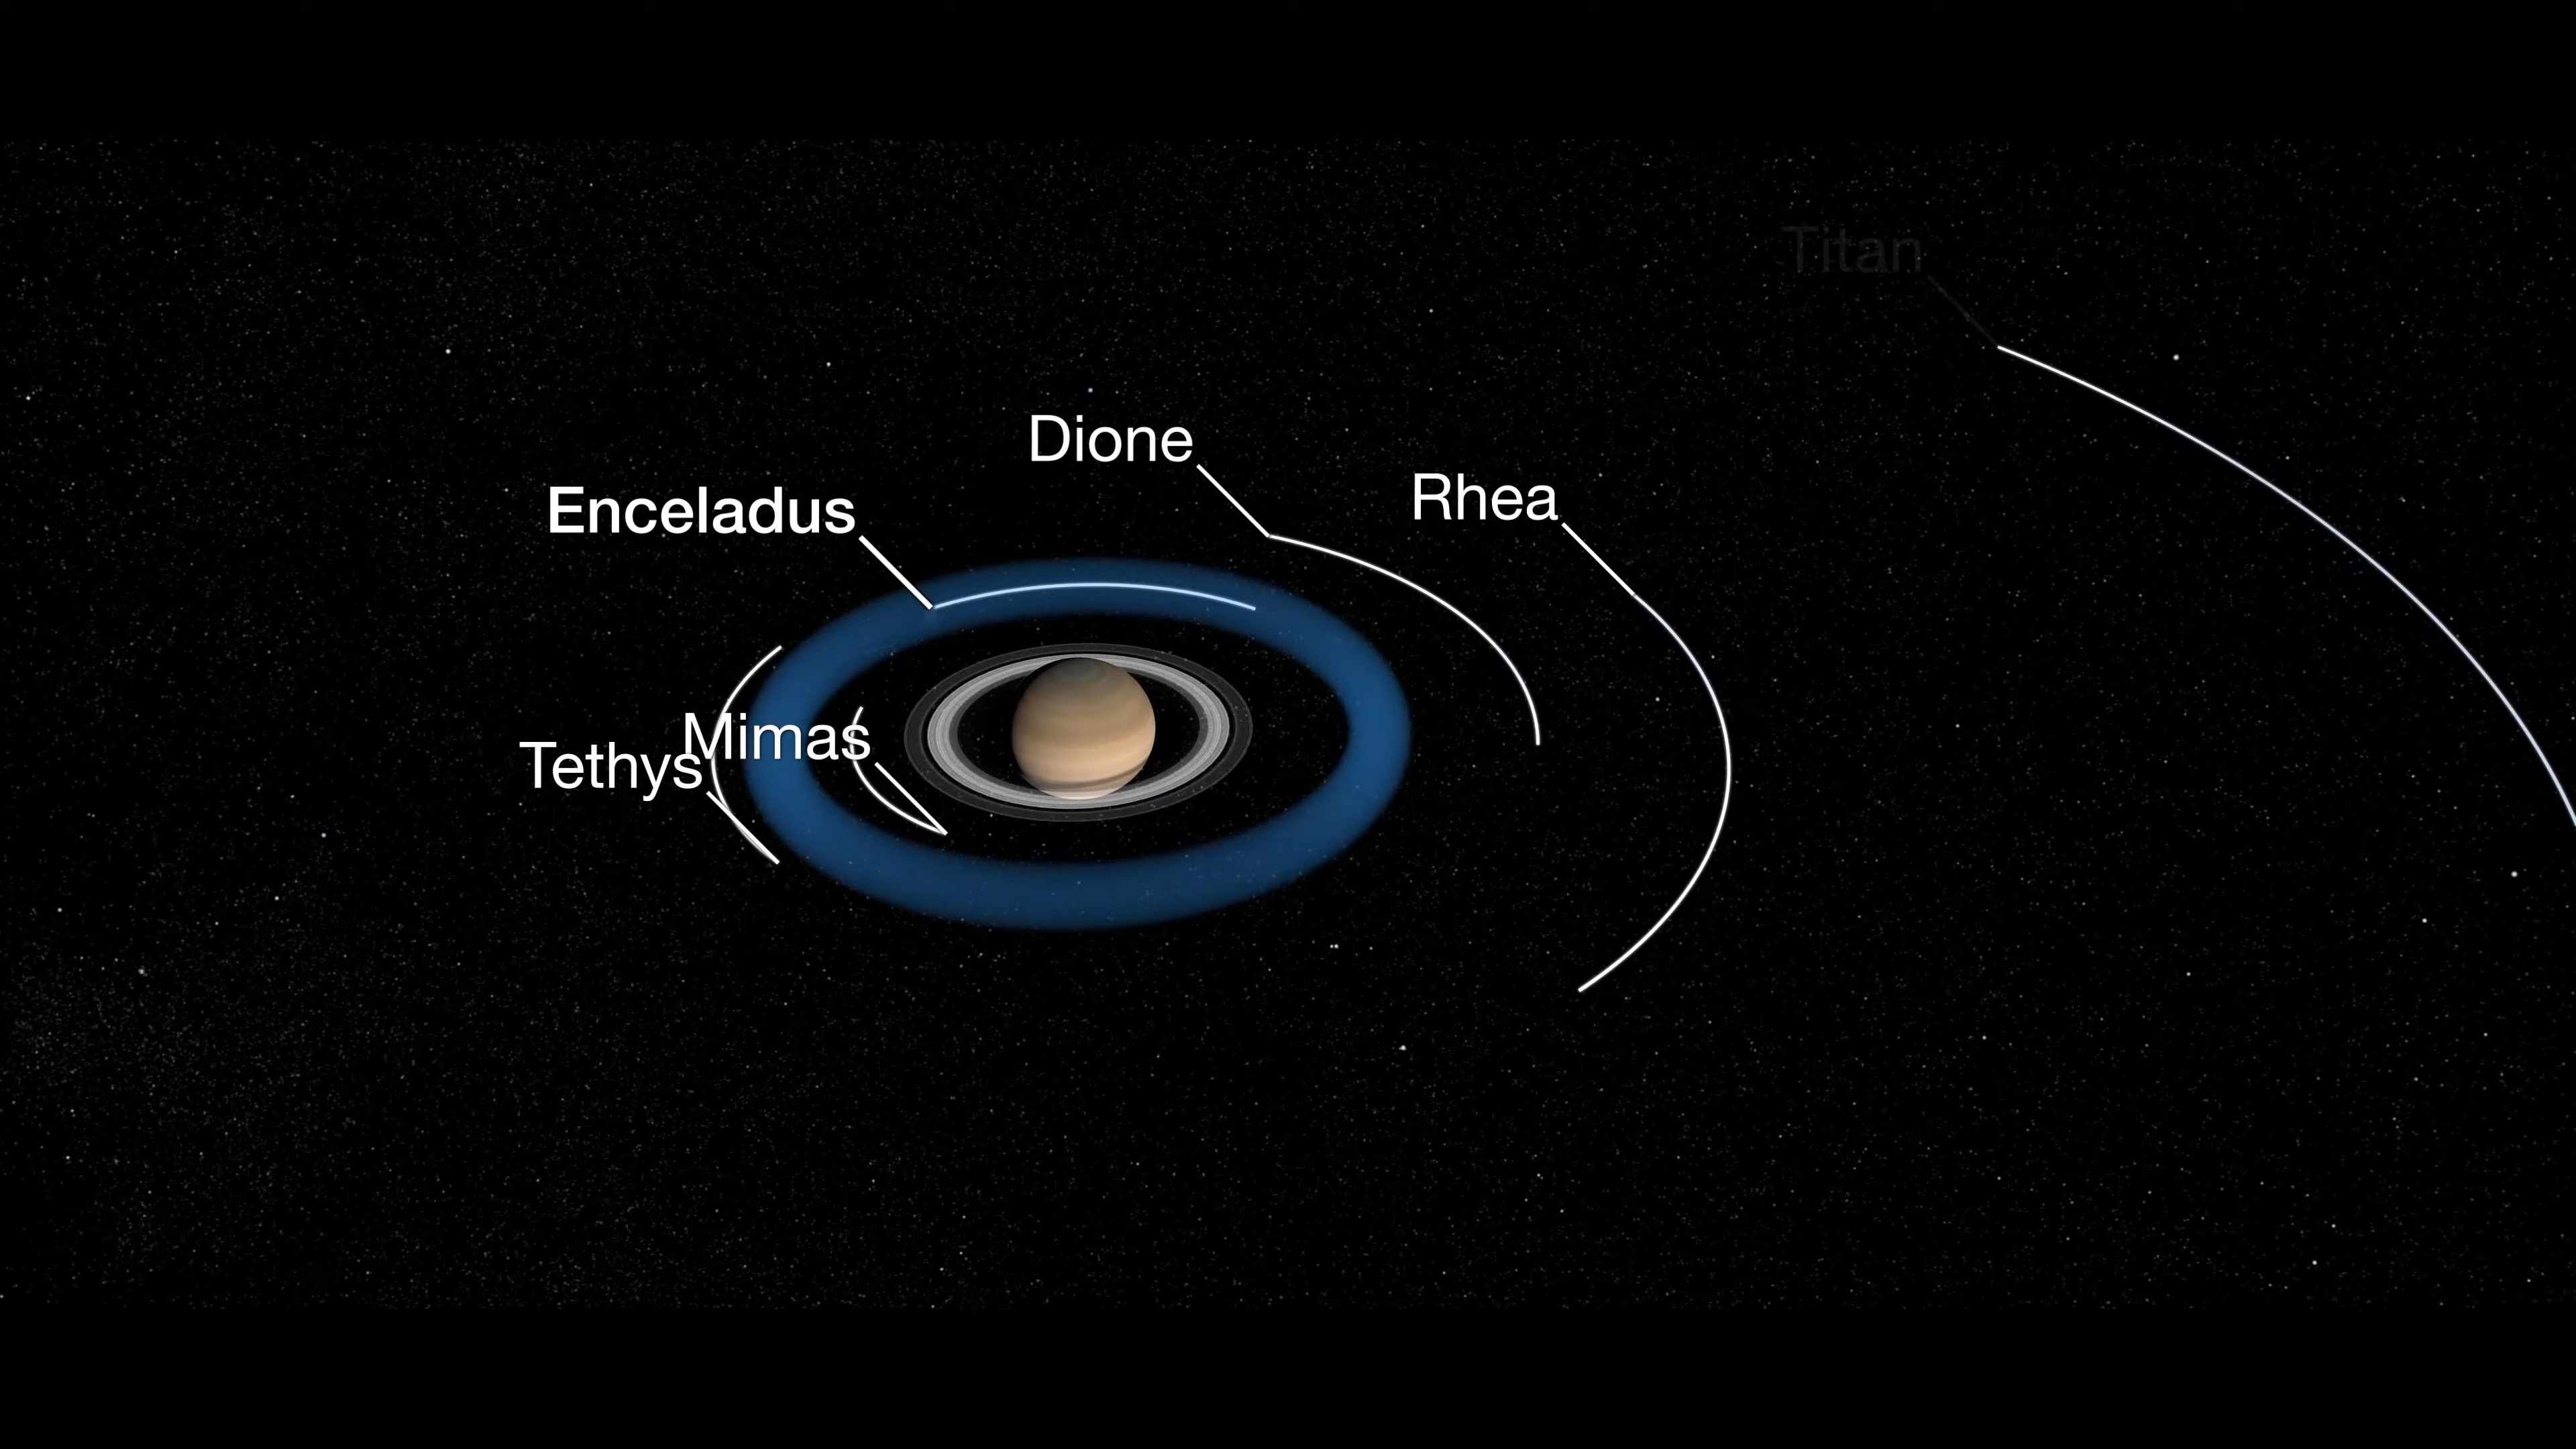 Titan
Dione
Rhea
Enceladus
Mimas
Tethys